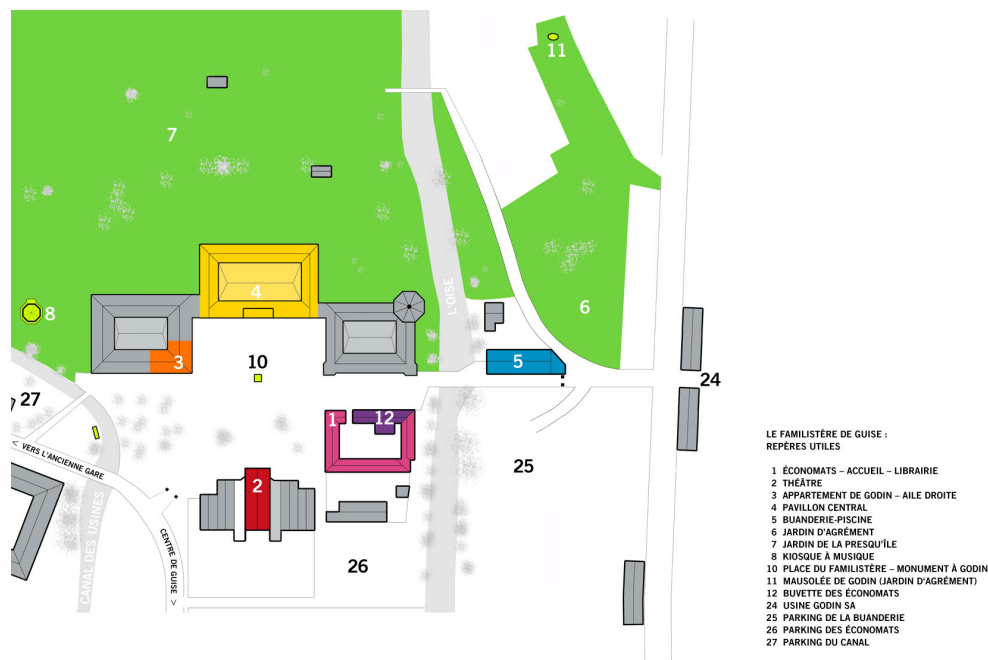 11
7
L'OISE
4
8
6
3
10
5
24
27
1
12
< VERS L'ANCIENNE GARE
25
2
CANAL DES USINES
CENTRE DE GUISE >
26
LE FAMILISTÈRE DE GUISE :
REPÈRES UTILES
1 ÉCONOMATS – ACCUEIL – LIBRAIRIE
2 THÉÂTRE
3 APPARTEMENT DE GODIN – AILE DROITE
4 PAVILLON CENTRAL
5 BUANDERIE-PISCINE
6 JARDIN D'AGRÉMENT
7 JARDIN DE LA PRESQU'ÎLE
8 KIOSQUE À MUSIQUE
10 PLACE DU FAMILISTÈRE – MONUMENT À GODIN
11 MAUSOLÉE DE GODIN (JARDIN D'AGRÉMENT)
12 BUVETTE DES ÉCONOMATS
24 USINE GODIN SA
25 PARKING DE LA BUANDERIE
26 PARKING DES ÉCONOMATS
27 PARKING DU CANAL